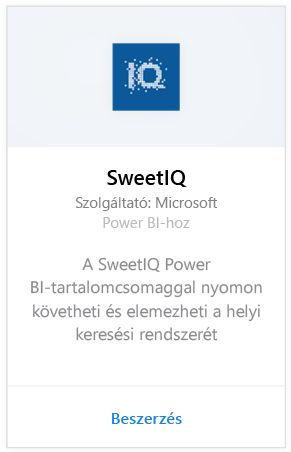 IQ
SweetIQ
Szolgáltató: Microsoft
Power BI-hoz
A SweetIQ Power
BI-tartalomcsomaggal nyomon
követheti és elemezheti a helyi
keresési rendszerét
Beszerzés